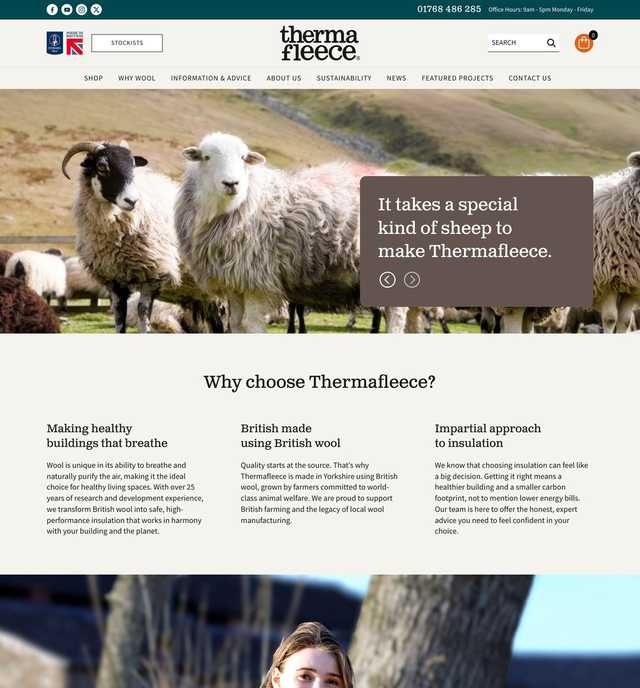 01768 486 285 Office Hours: 9am - 5pm Monday - Friday
MADE IN BRITAIN
STOCKISTS
therma
fleece®
SEARCH
0
SHOP WHY WOOL INFORMATION & ADVICE ABOUT US SUSTAINABILITY NEWS FEATURED PROJECTS CONTACT US
It takes a special
kind of sheep to
make Thermafleece.
Why choose Thermafleece?
Making healthy
buildings that breathe
Wool is unique in its ability to breathe and
naturally purify the air, making it the ideal
choice for healthy living spaces. With over 25
years of research and development experience,
we transform British wool into safe, high-
performance insulation that works in harmony
with your building and the planet.
British made
using British wool
Quality starts at the source. That's why
Thermafleece is made in Yorkshire using British
wool, grown by farmers committed to world-
class animal welfare. We are proud to support
British farming and the legacy of local wool
manufacturing.
Impartial approach
to insulation
We know that choosing insulation can feel like
a big decision. Getting it right means a
healthier building and a smaller carbon
footprint, not to mention lower energy bills.
Our team is here to offer the honest, expert
advice you need to feel confident in your
choice.